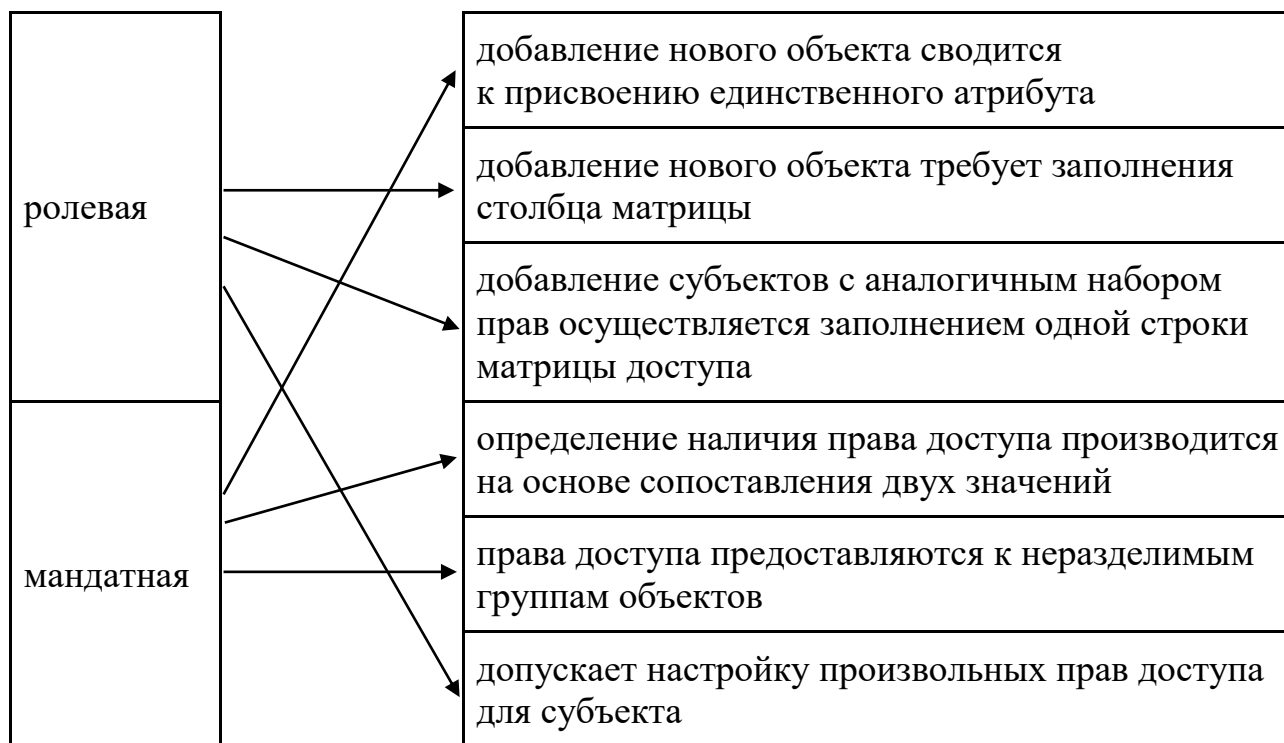 ролевая
мандатная
добавление нового объекта сводится
к присвоению единственного атрибута
добавление нового объекта требует заполнения
столбца матрицы
добавление субъектов с аналогичным набором
прав осуществляется заполнением одной строки
матрицы доступа
определение наличия права доступа производится
на основе сопоставления двух значений
права доступа предоставляются к неразделимым
группам объектов
допускает настройку произвольных прав доступа
для субъекта